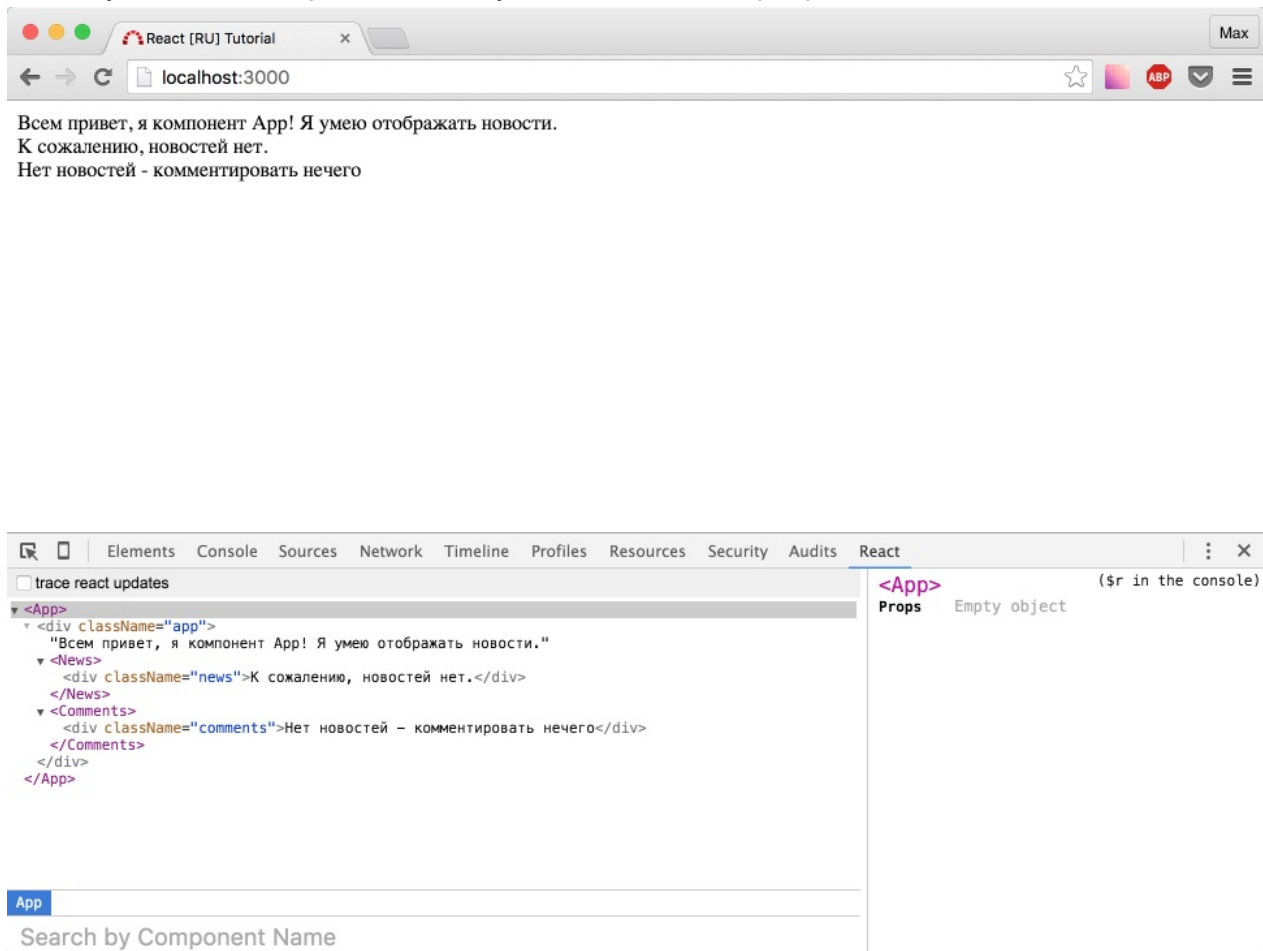 React [RU] Tutorial
Max
localhost:3000
ABP
Всем привет, я компонент App! Я умею отображать новости.
К сожалению, новостей нет.
Нет новостей - комментировать нечего
Elements Console Sources Network Timeline Profiles Resources Security Audits React
trace react updates
<App>
<div className="app">
"Всем привет, я компонент App! Я умею отображать новости."
<News>
<div className="news">К сожалению, новостей нет.</div>
</News>
<Comments>
<div className="comments">Нет новостей – комментировать нечего</div>
</Comments>
</div>
</App>
App
Search by Component Name
<App> ($r in the console)
Props Empty object